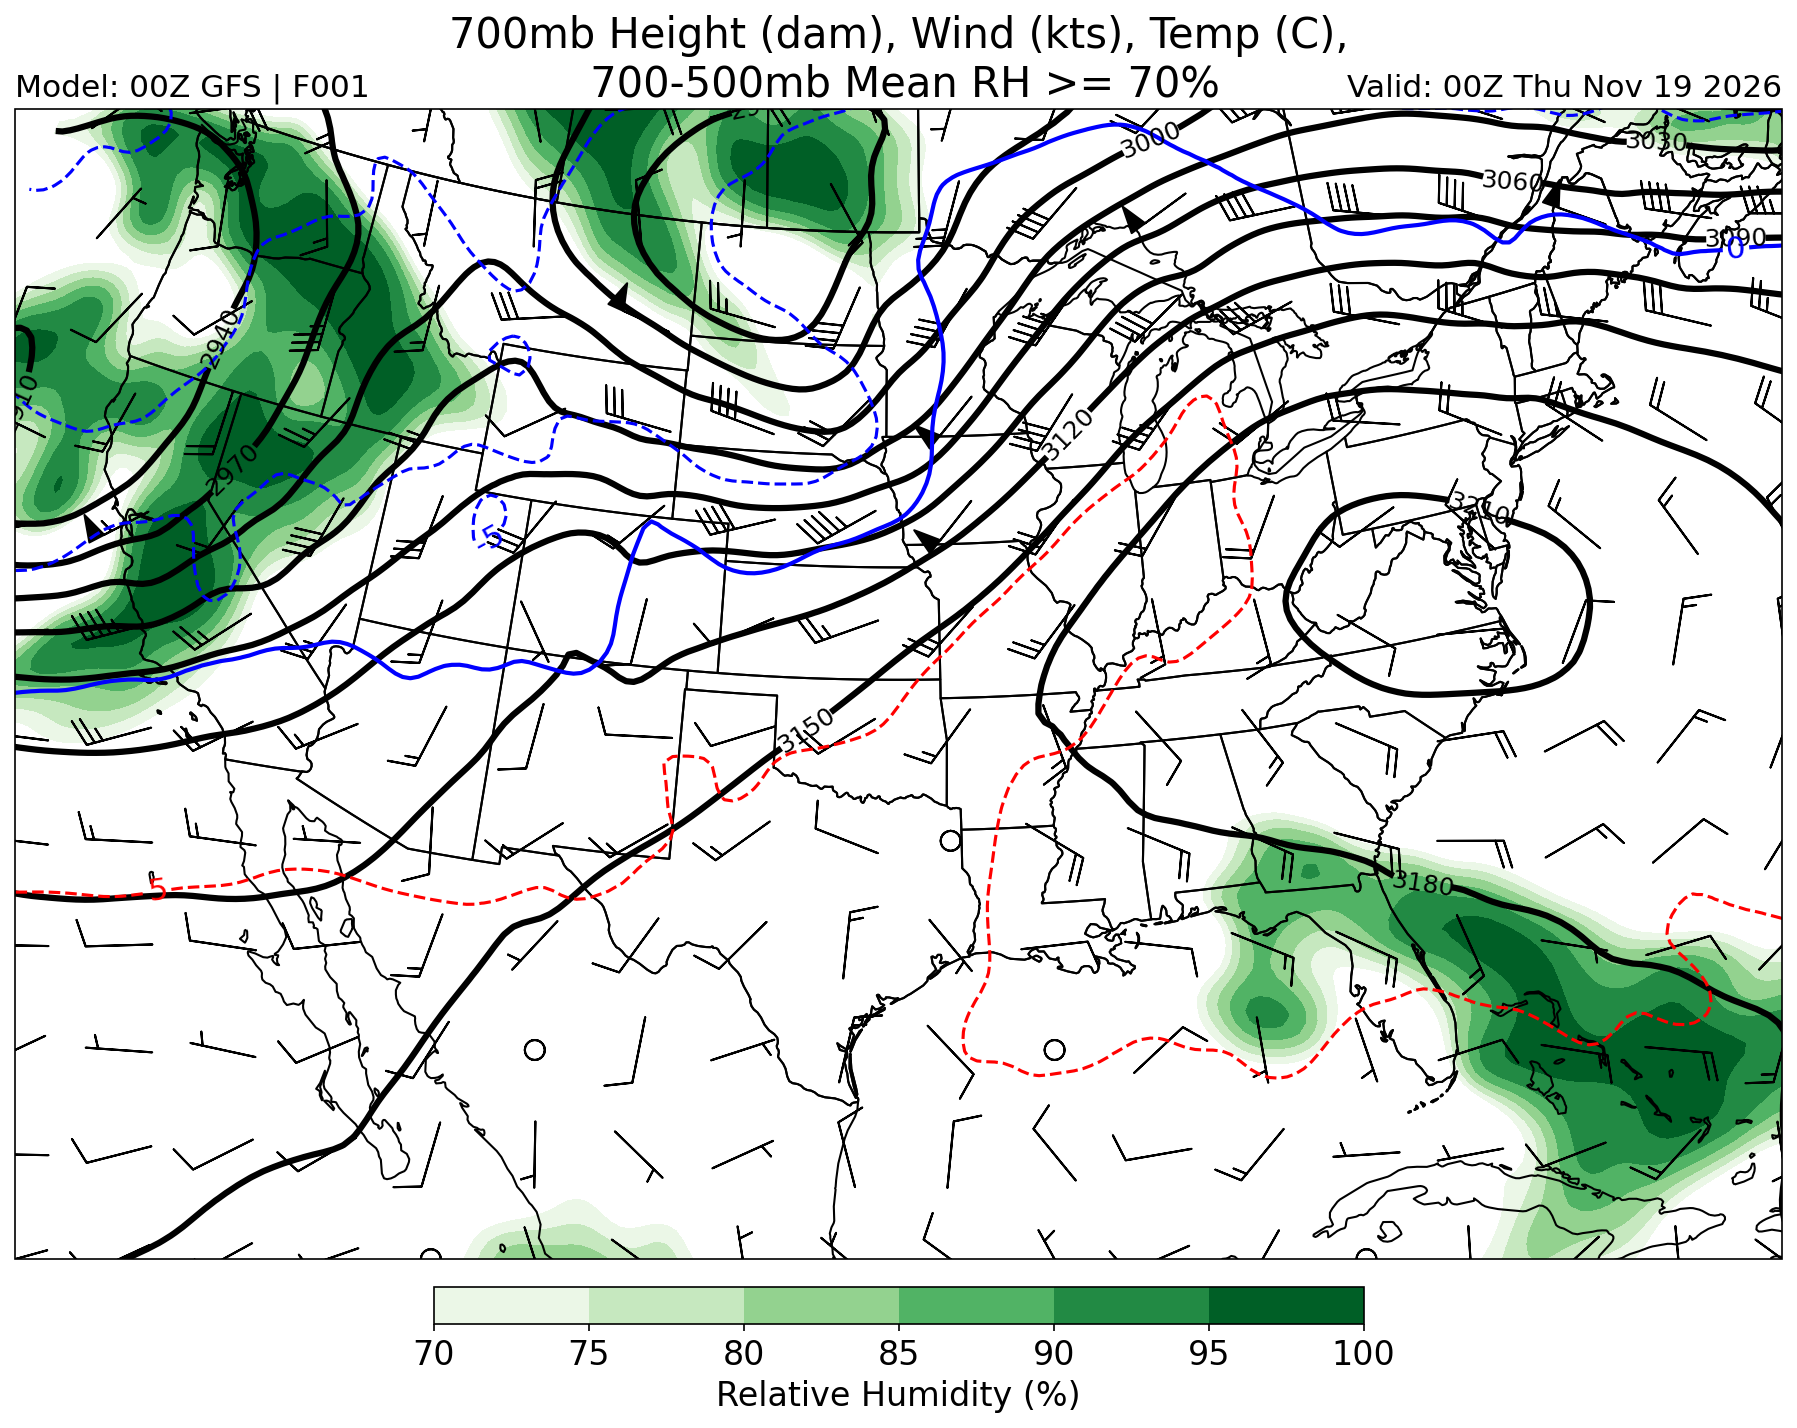 700mb Height (dam), Wind (kts), Temp (C),
700-500mb Mean RH >= 70%
Model: 00Z GFS | F001
Valid: 00Z Thu Nov 19 2026
3000
3030
3060
3090
0
2940
2970
3120
3210
-5
3150
5
3180
70 75 80 85 90 95 100
Relative Humidity (%)